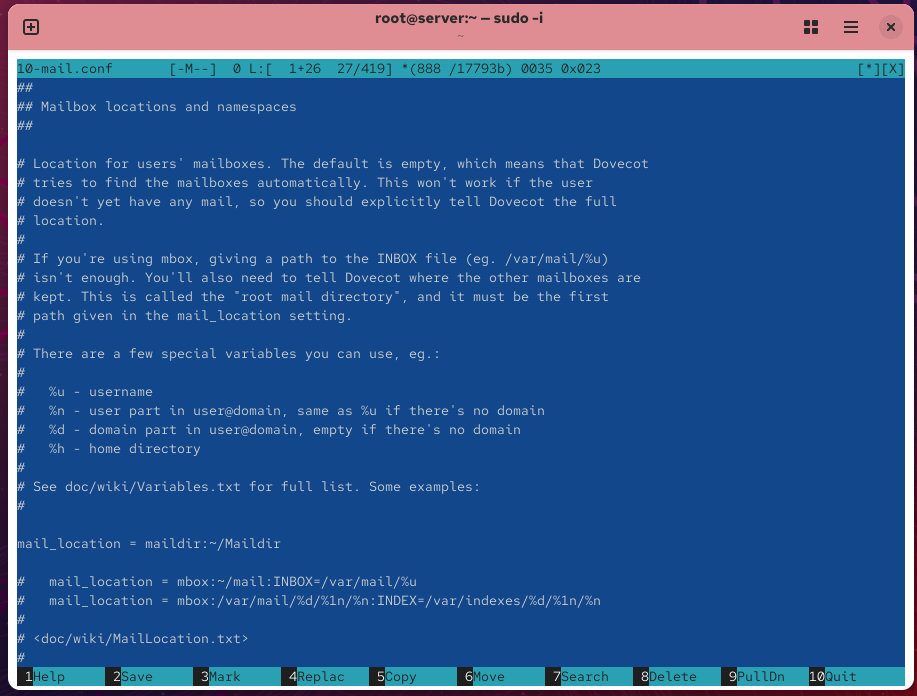 root@server:~ — sudo -i
~
10-mail.conf       [-M--]  0 L:[  1+26  27/419] *(888 /17793b) 0035 0x023                                [*][X]
##
## Mailbox locations and namespaces
##
# Location for users' mailboxes. The default is empty, which means that Dovecot
# tries to find the mailboxes automatically. This won't work if the user
# doesn't yet have any mail, so you should explicitly tell Dovecot the full
# location.
#
# If you're using mbox, giving a path to the INBOX file (eg. /var/mail/%u)
# isn't enough. You'll also need to tell Dovecot where the other mailboxes are
# kept. This is called the "root mail directory", and it must be the first
# path given in the mail_location setting.
#
# There are a few special variables you can use, eg.:
#
#   %u - username
#   %n - user part in user@domain, same as %u if there's no domain
#   %d - domain part in user@domain, empty if there's no domain
#   %h - home directory
#
# See doc/wiki/Variables.txt for full list. Some examples:
#
mail_location = maildir:~/Maildir
#   mail_location = mbox:~/mail:INBOX=/var/mail/%u
#   mail_location = mbox:/var/mail/%d/%1n/%n:INDEX=/var/indexes/%d/%1n/%n
#
# <doc/wiki/MailLocation.txt>
#
1Help 2Save 3Mark 4Replac 5Copy 6Move 7Search 8Delete 9PullDn 10Quit